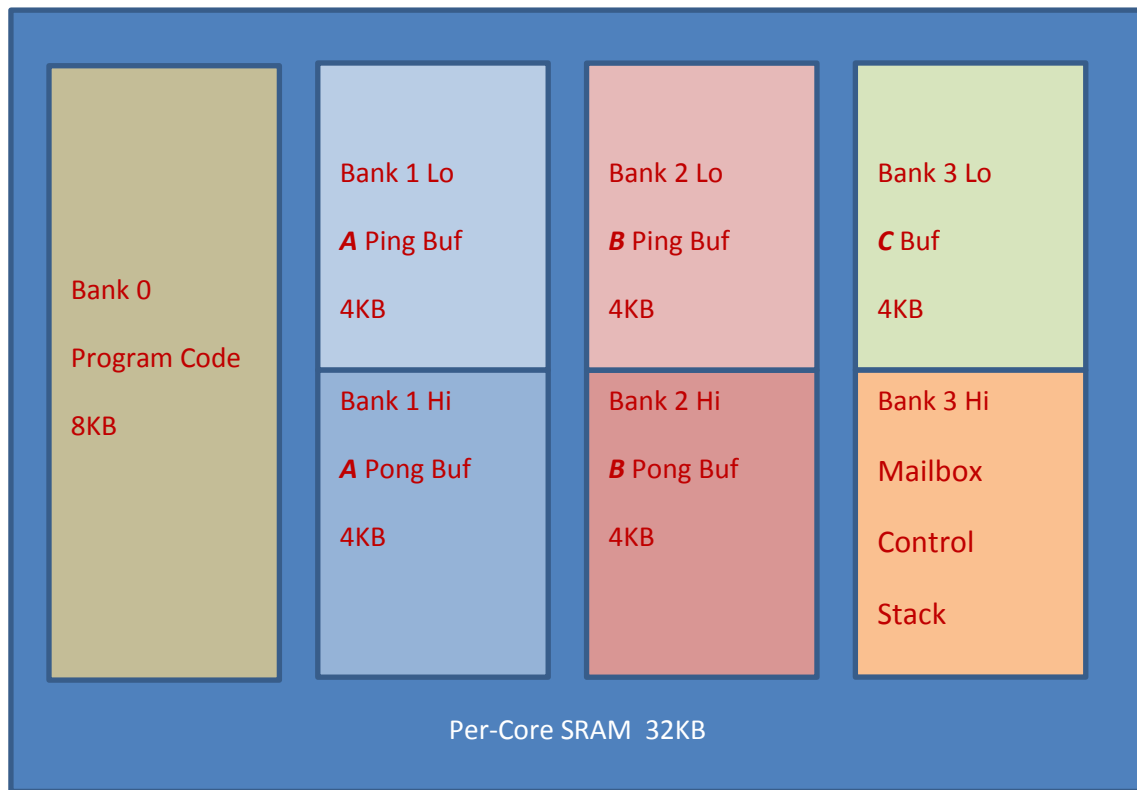 Bank 0
Program Code
8KB
Bank 1 Lo
A Ping Buf
4KB
Bank 1 Hi
A Pong Buf
4KB
Bank 2 Lo
B Ping Buf
4KB
Bank 2 Hi
B Pong Buf
4KB
Bank 3 Lo
C Buf
4KB
Bank 3 Hi
Mailbox
Control
Stack
Per-Core SRAM 32KB